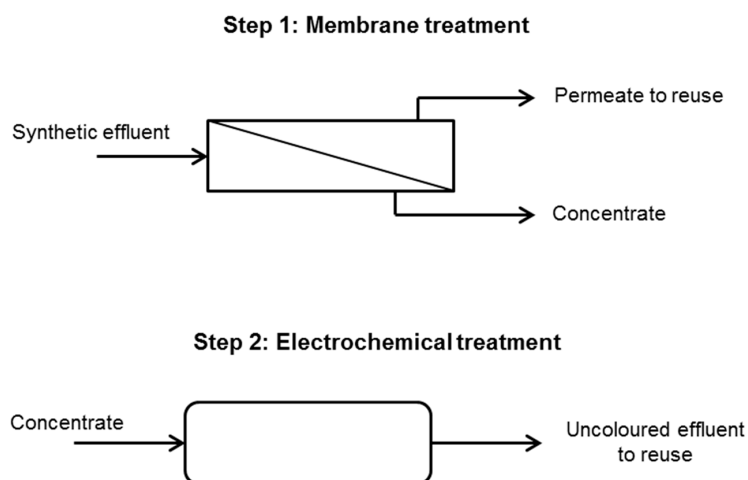 Step 1: Membrane treatment
Permeate to reuse
Synthetic effluent
Concentrate
Step 2: Electrochemical treatment
Concentrate
Uncoloured effluent
to reuse